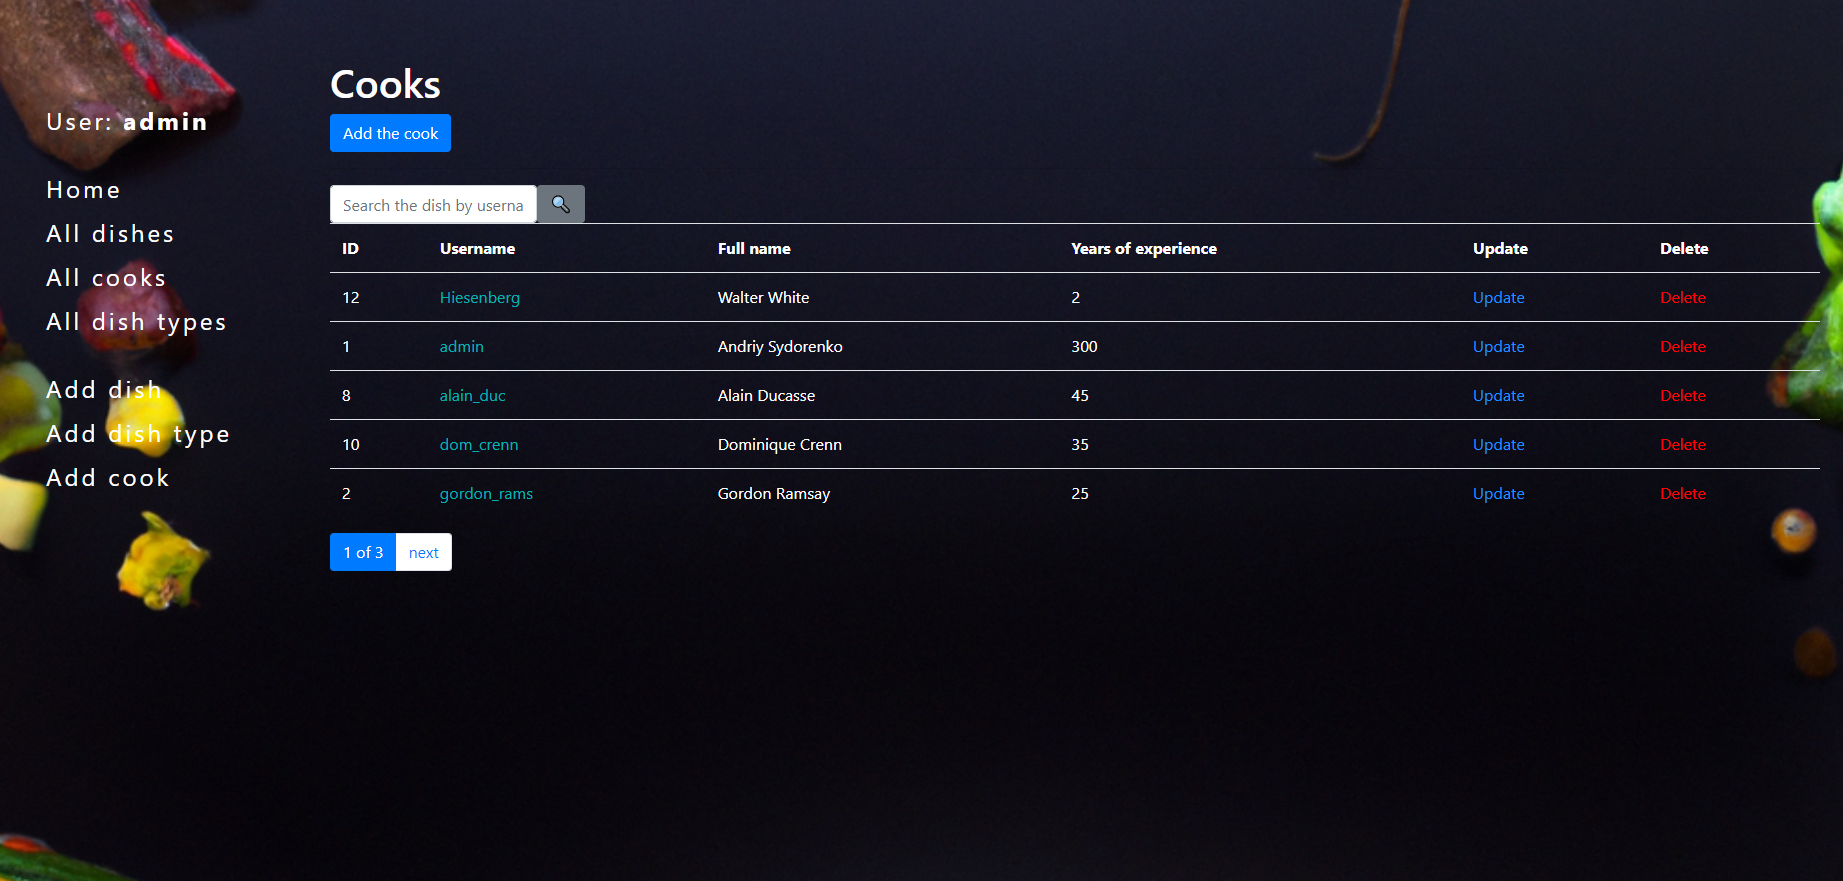 User: admin
Home
All dishes
All cooks
All dish types
Add dish
Add dish type
Add cook
Cooks
Add the cook
Search the dish by userna
ID Username Full name Years of experience Update Delete
12 Hiesenberg Walter White 2 Update Delete
1 admin Andriy Sydorenko 300 Update Delete
8 alain_duc Alain Ducasse 45 Update Delete
10 dom_crenn Dominique Crenn 35 Update Delete
2 gordon_rams Gordon Ramsay 25 Update Delete
1 of 3 next